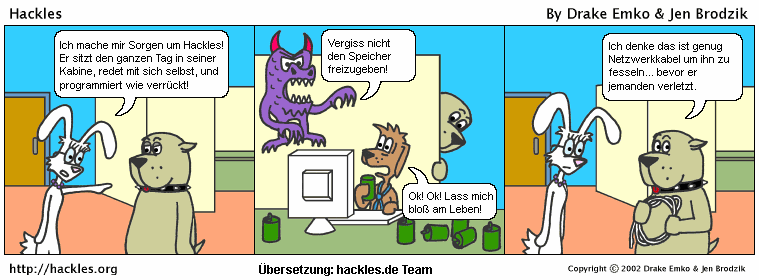 Hackles
By Drake Emko & Jen Brodzik
Ich mache mir Sorgen um Hackles!
Er sitzt den ganzen Tag in seiner
Kabine, redet mit sich selbst, und
programmiert wie verrückt!
Vergiss nicht
den Speicher
freizugeben!
Ok! Ok! Lass mich
bloß am Leben!
Ich denke das ist genug
Netzwerkkabel um ihn zu
fesseln... bevor er
jemanden verletzt.
http://hackles.org
Übersetzung: hackles.de Team
Copyright © 2002 Drake Emko & Jen Brodzik